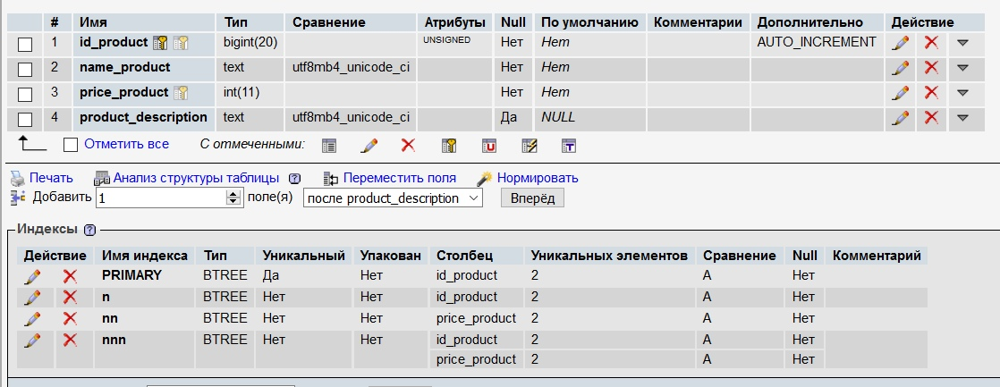 # Имя Тип Сравнение Атрибуты Null По умолчанию Комментарии Дополнительно Действие
1 id_product bigint(20) UNSIGNED Нет Нет AUTO_INCREMENT
2 name_product text utf8mb4_unicode_ci Нет Нет
3 price_product int(11) Нет Нет
4 product_description text utf8mb4_unicode_ci Да NULL
Отметить все С отмеченными:
Печать Анализ структуры таблицы Переместить поля Нормировать
Добавить 1 поле(я) после product_description Вперёд
Индексы
Действие Имя индекса Тип Уникальный Упакован Столбец Уникальных элементов Сравнение Null Комментарий
PRIMARY BTREE Да Нет id_product 2 A Нет
n BTREE Нет Нет id_product 2 A Нет
nn BTREE Нет Нет price_product 2 A Нет
nnn BTREE Нет Нет id_product 2 A Нет
price_product 2 A Нет